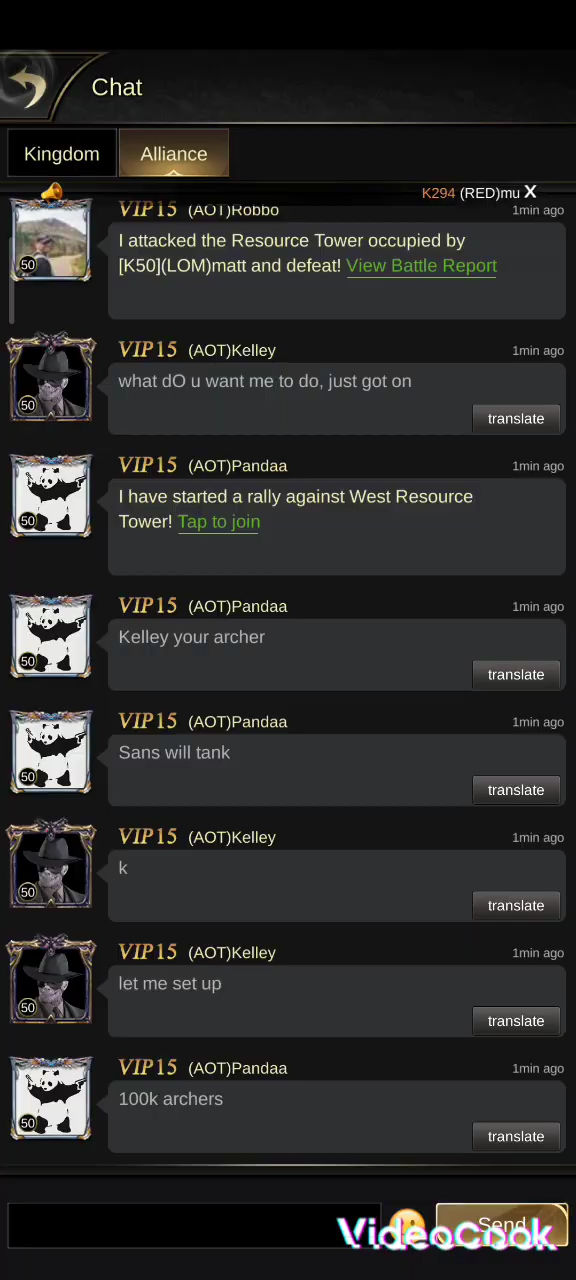 Chat
Kingdom
Alliance
K294 (RED)mu X
VIP15 (AOT)Robbo 1min ago
50
I attacked the Resource Tower occupied by
[K50](LOM)matt and defeat! View Battle Report
VIP15 (AOT)Kelley 1min ago
50
what dO u want me to do, just got on
translate
VIP15 (AOT)Pandaa 1min ago
50
I have started a rally against West Resource
Tower! Tap to join
VIP15 (AOT)Pandaa 1min ago
50
Kelley your archer
translate
VIP15 (AOT)Pandaa 1min ago
50
Sans will tank
translate
VIP15 (AOT)Kelley 1min ago
50
k
translate
VIP15 (AOT)Kelley 1min ago
50
let me set up
translate
VIP15 (AOT)Pandaa 1min ago
50
100k archers
translate
Send
VideoCook